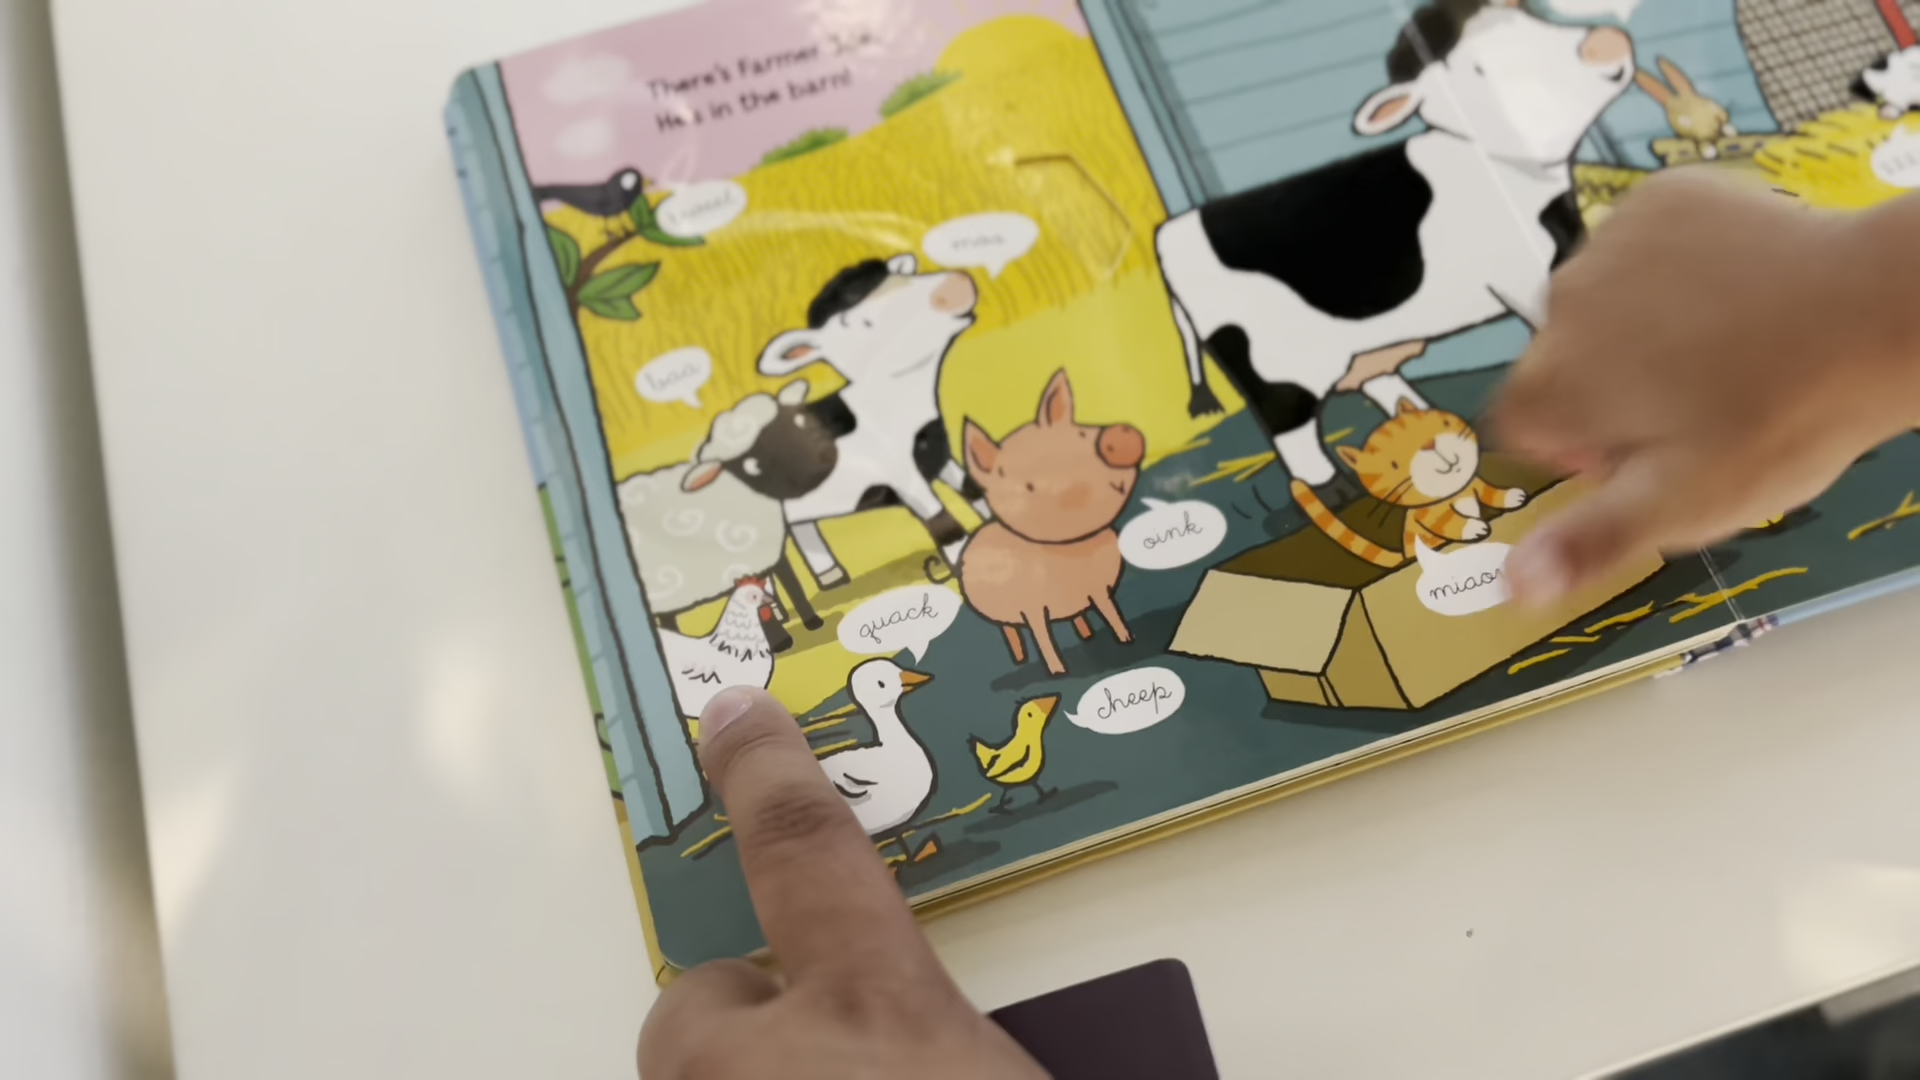 There's Farmer
He's in the barn!
tweet
moo
baa
oink
quack
miaow
cheep